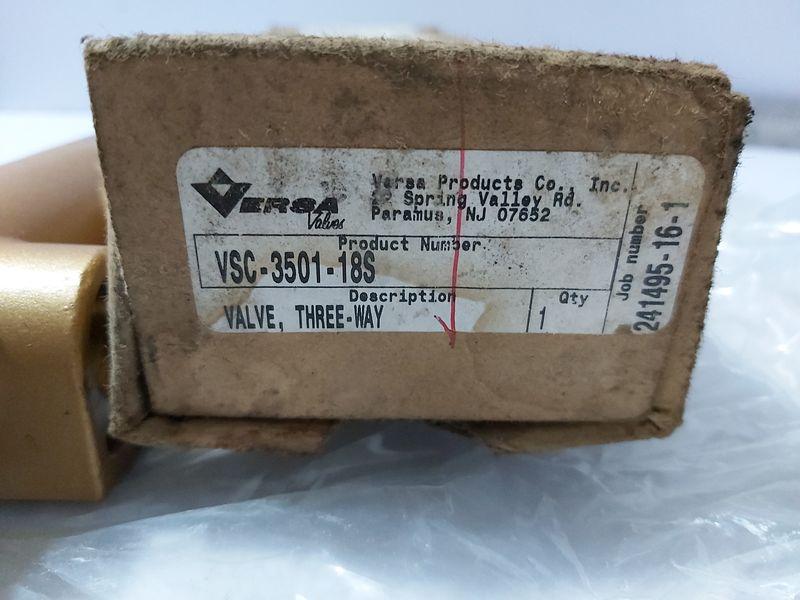 VERSA
Valves
Versa Products Co., Inc.
22 Spring Valley Rd.
Paramus, NJ 07652
Product Number
VSC-3501-18S
Description
VALVE, THREE-WAY
Qty
1
Job number
241495-16-1